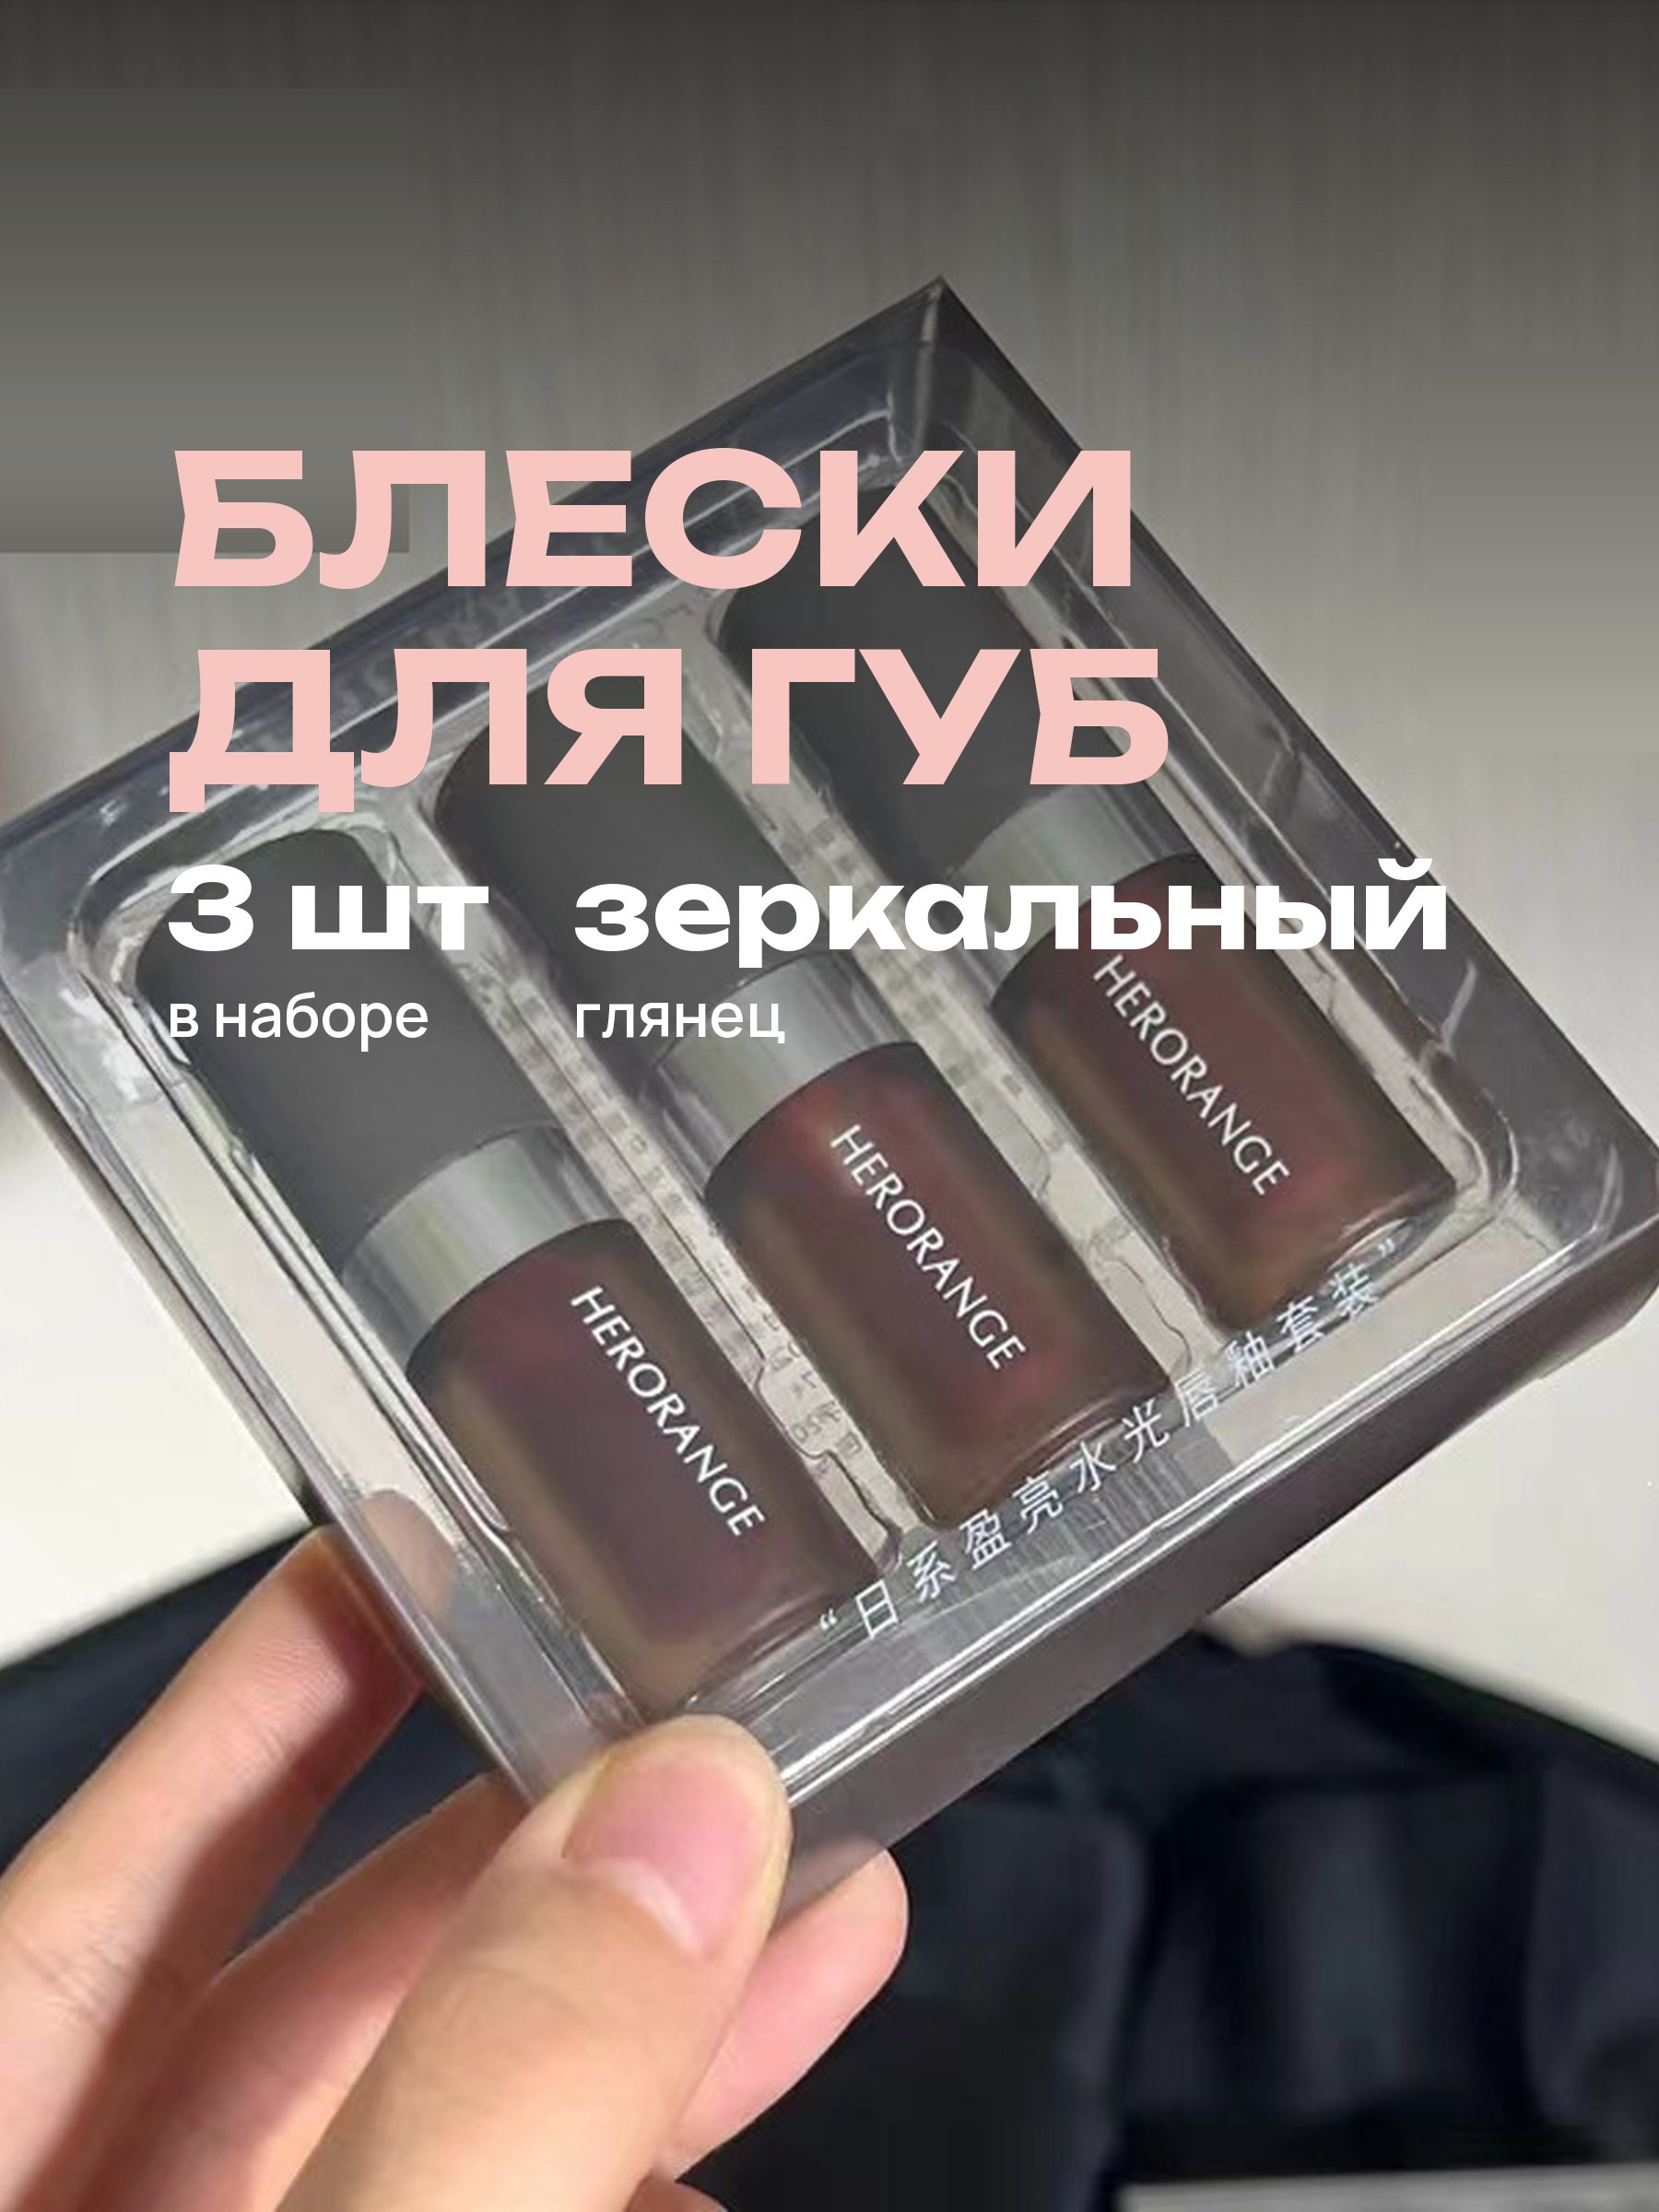 БЛЕСКИ
ДЛЯ ГУБ
3 шт зеркальный
в наборе глянец
HERORANGE
HERORANGE
HERORANGE
“日系盈亮水光唇釉套装”